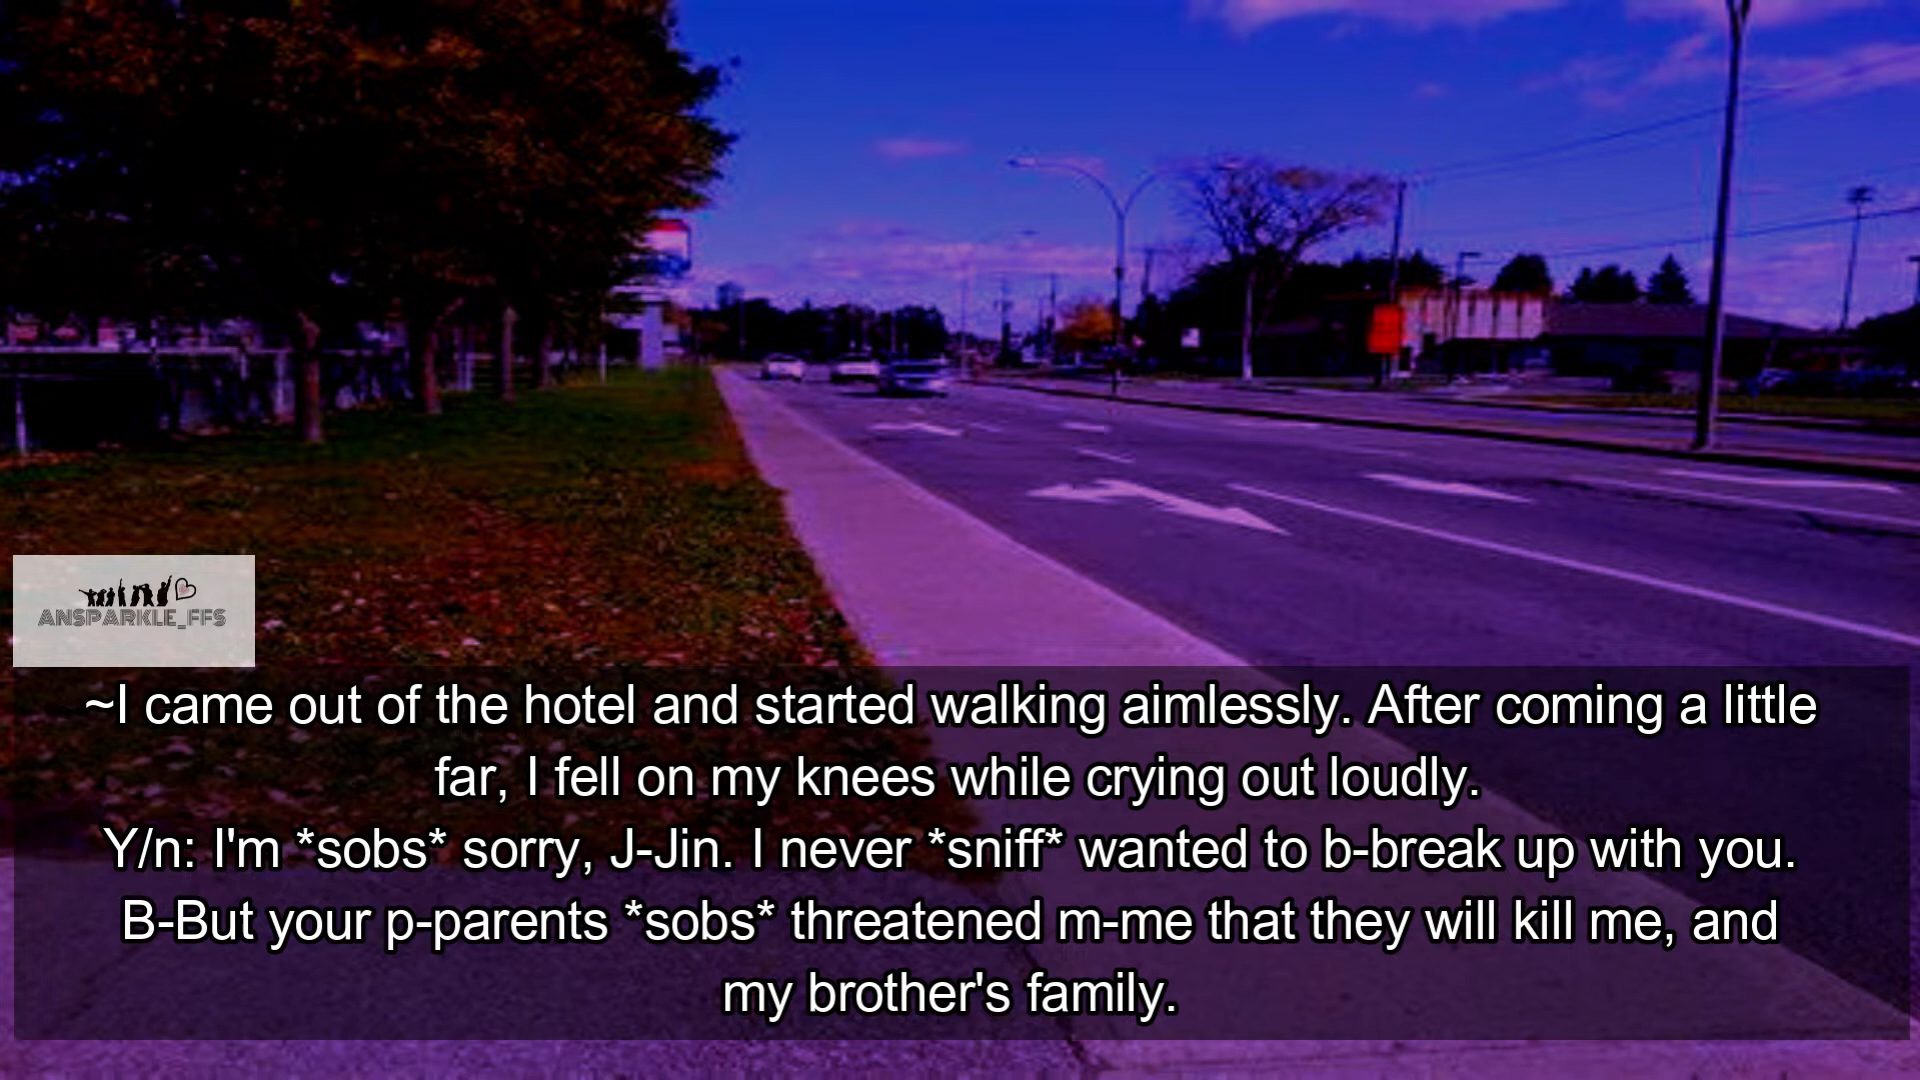 ANSPARKLE_FFS
~I came out of the hotel and started walking aimlessly. After coming a little
far, I fell on my knees while crying out loudly.
Y/n: I'm *sobs* sorry, J-Jin. I never *sniff* wanted to b-break up with you.
B-But your p-parents *sobs* threatened m-me that they will kill me, and
my brother's family.